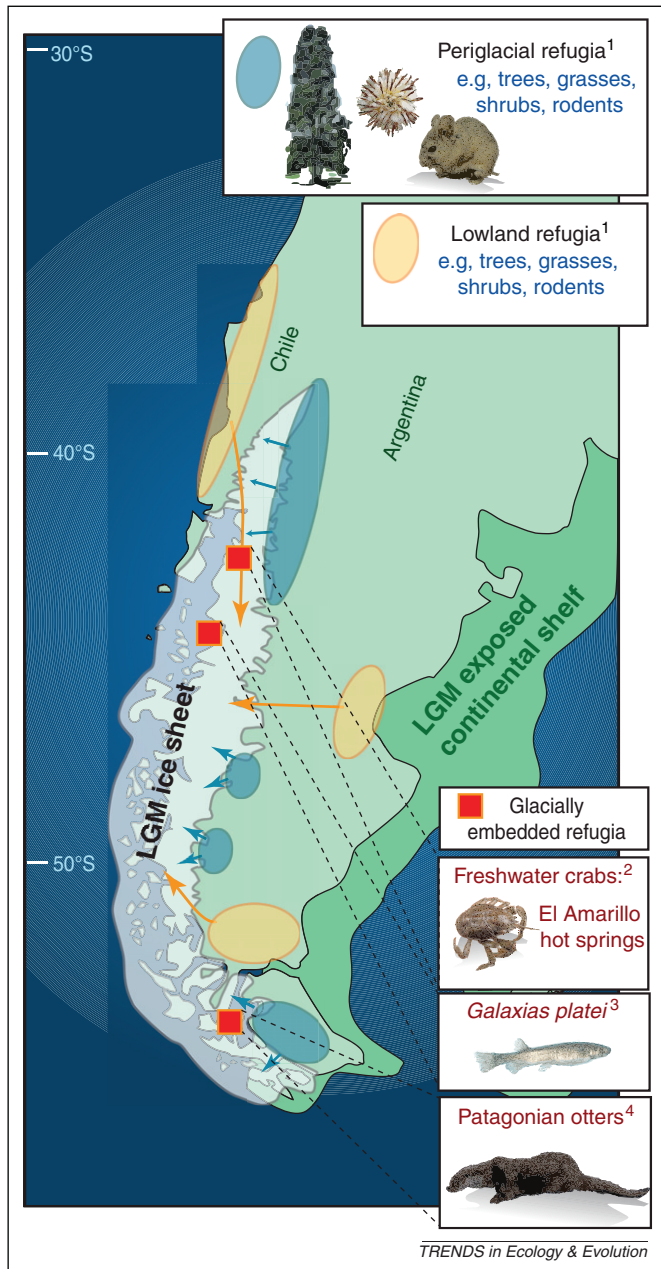 30°S
Periglacial refugia1
e.g, trees, grasses,
shrubs, rodents
Lowland refugia1
e.g, trees, grasses,
shrubs, rodents
Chile
Argentina
40°S
LGM exposed
continental shelf
LGM ice sheet
50°S
Glacially
embedded refugia
Freshwater crabs:2
El Amarillo
hot springs
Galaxias platei3
Patagonian otters4
TRENDS in Ecology & Evolution